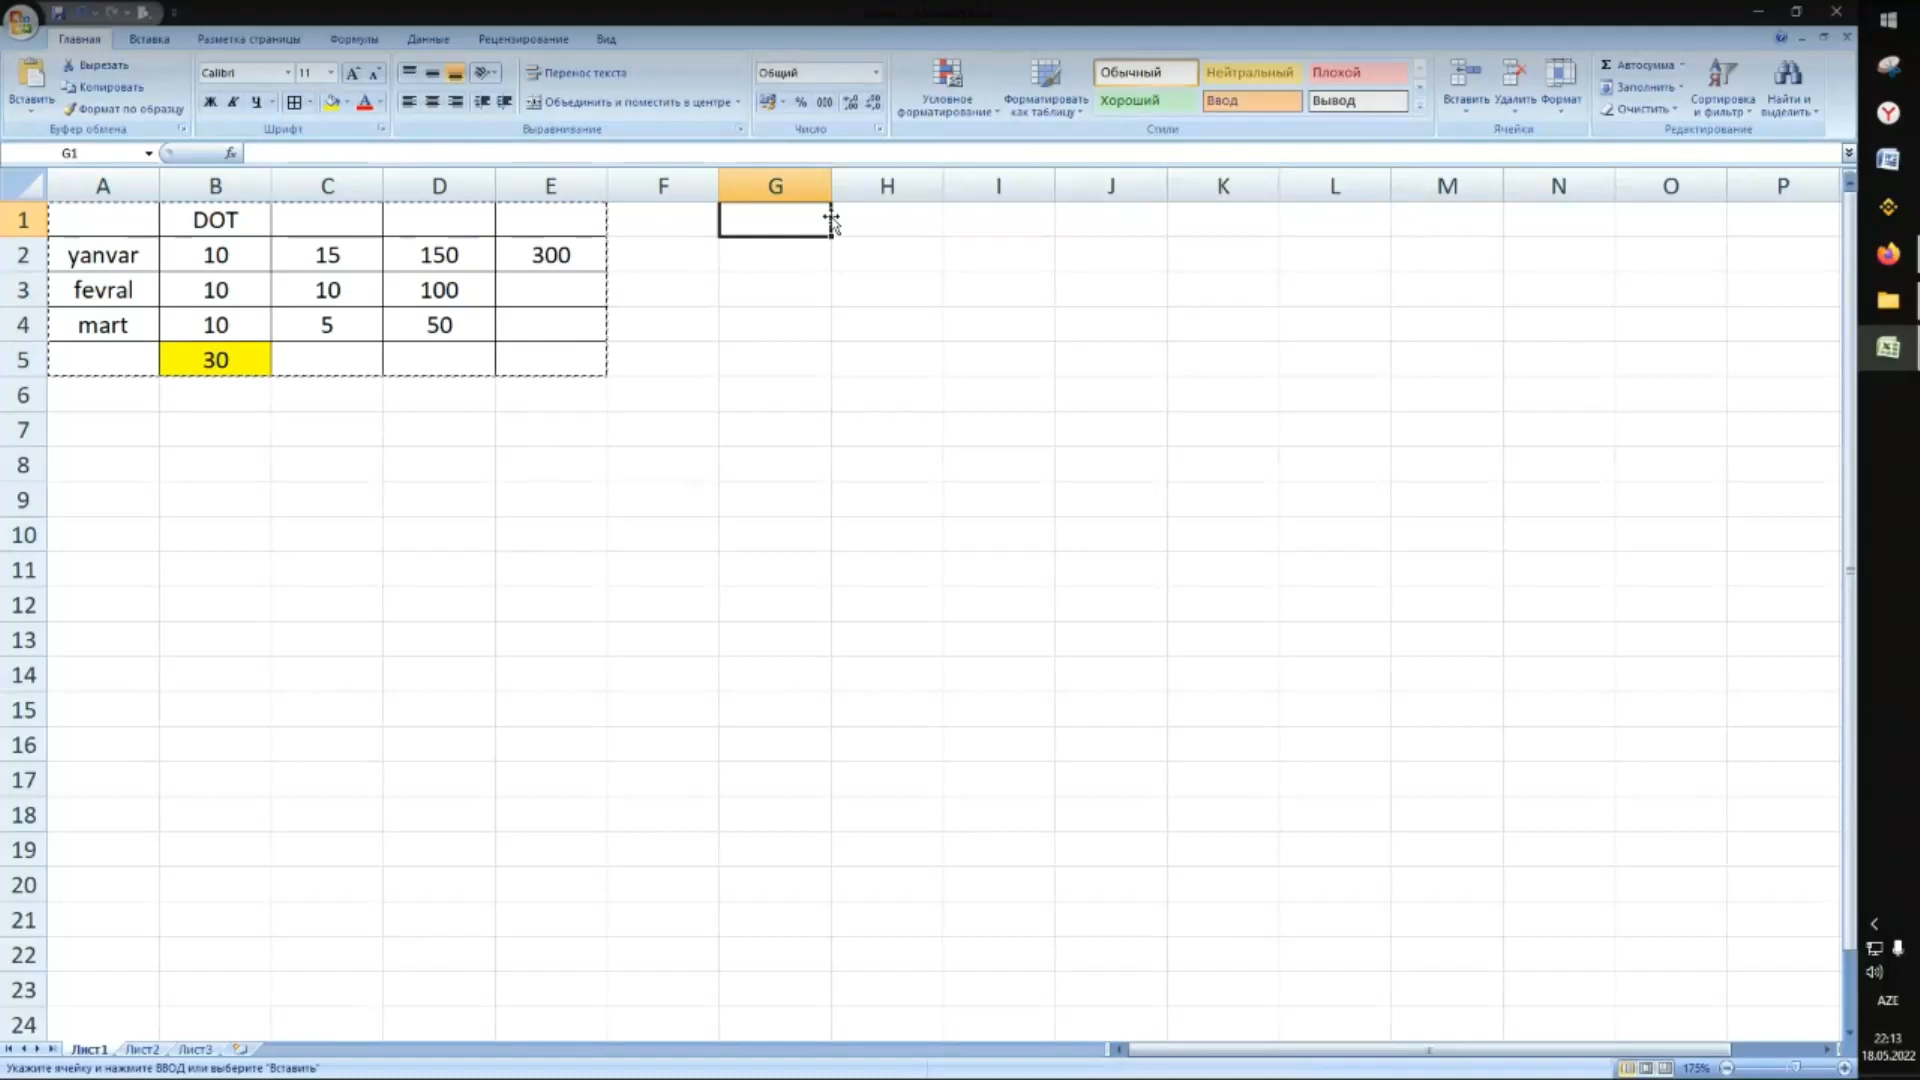 Главная Вставка Разметка страницы Формулы Данные Рецензирование Вид
Вставить
Вырезать
Копировать
Формат по образцу
Буфер обмена
Calibri 11
Ж К Ч
Шрифт
Перенос текста
Объединить и поместить в центре
Выравнивание
Общий
% 000
Число
Условное форматирование
Форматировать как таблицу
Обычный Нейтральный Плохой
Хороший Ввод Вывод
Стили
Вставить Удалить Формат
Ячейки
Σ Автосумма
Заполнить
Очистить
Сортировка и фильтр
Найти и выделить
Редактирование
G1 fx
A B C D E F G H I J K L M N O P
1 DOT
2 yanvar 10 15 150 300
3 fevral 10 10 100
4 mart 10 5 50
5 30
6
7
8
9
10
11
12
13
14
15
16
17
18
19
20
21
22
23
24
Лист1 Лист2 Лист3
Укажите ячейку и нажмите ВВОД или выберите "Вставить"
175%
AZE
22:13
18.05.2022